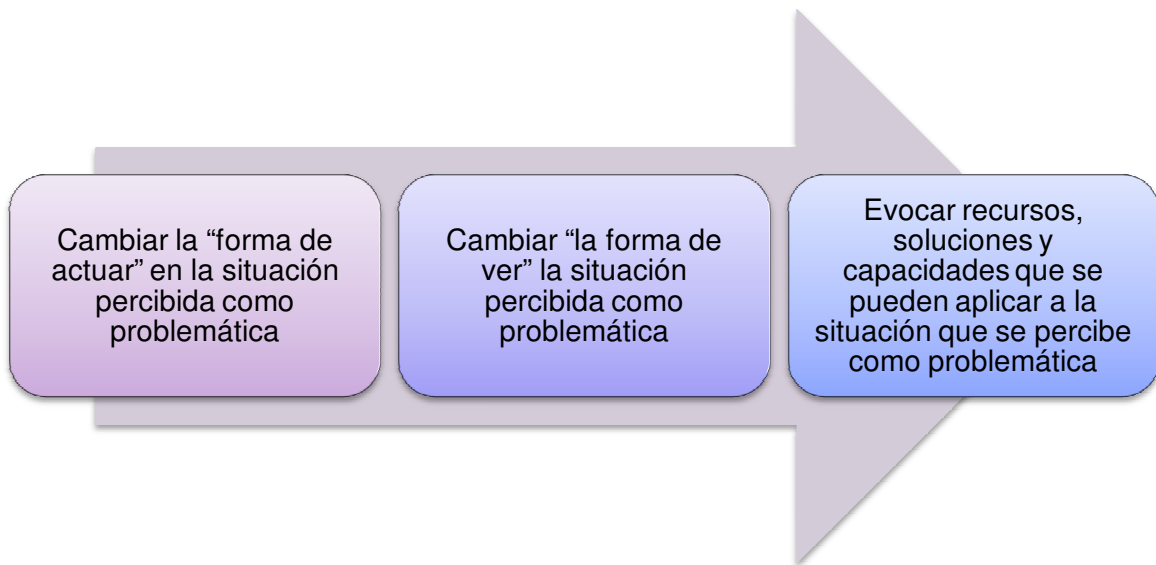 Cambiar la “forma de
actuar” en la situación
percibida como
problemática
Cambiar “la forma de
ver” la situación
percibida como
problemática
Evocar recursos,
soluciones y
capacidades que se
pueden aplicar a la
situación que se percibe
como problemática